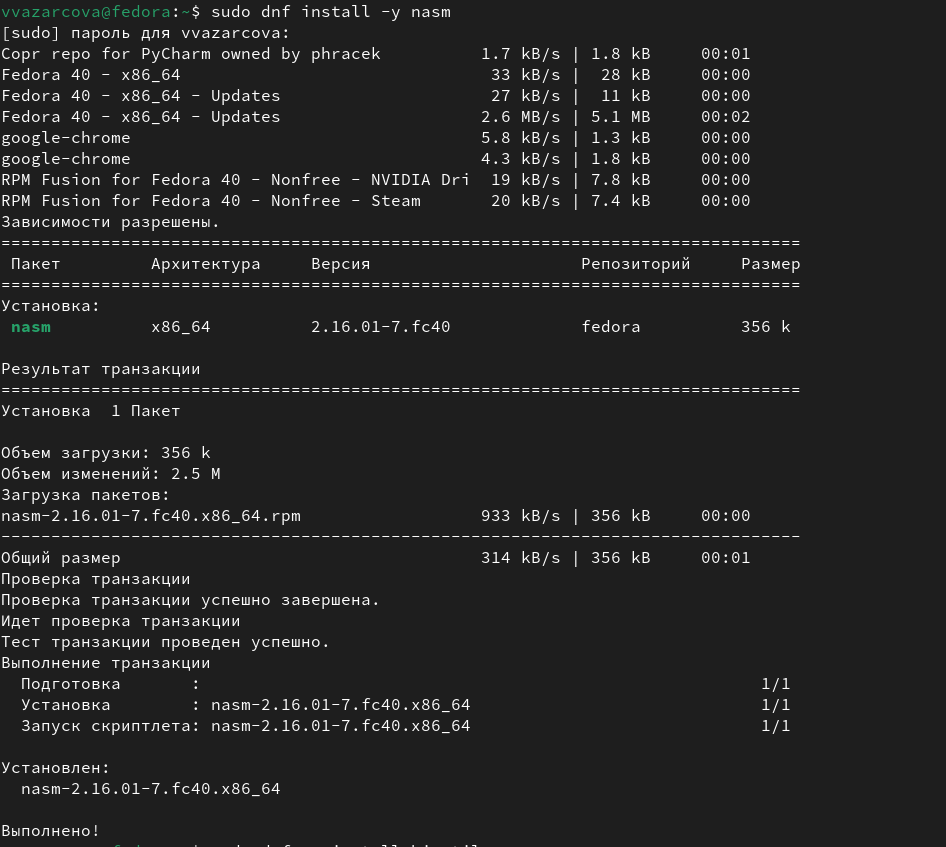 vvazarcova@fedora:~$ sudo dnf install -y nasm
[sudo] пароль для vvazarcova:
Copr repo for PyCharm owned by phracek          1.7 kB/s | 1.8 kB     00:01
Fedora 40 - x86_64                               33 kB/s |  28 kB     00:00
Fedora 40 - x86_64 - Updates                     27 kB/s |  11 kB     00:00
Fedora 40 - x86_64 - Updates                    2.6 MB/s | 5.1 MB     00:02
google-chrome                                   5.8 kB/s | 1.3 kB     00:00
google-chrome                                   4.3 kB/s | 1.8 kB     00:00
RPM Fusion for Fedora 40 - Nonfree - NVIDIA Dri  19 kB/s | 7.8 kB     00:00
RPM Fusion for Fedora 40 - Nonfree - Steam       20 kB/s | 7.4 kB     00:00
Зависимости разрешены.
================================================================================
 Пакет         Архитектура     Версия                     Репозиторий     Размер
================================================================================
Установка:
 nasm          x86_64          2.16.01-7.fc40             fedora          356 k

Результат транзакции
================================================================================
Установка  1 Пакет

Объем загрузки: 356 k
Объем изменений: 2.5 M
Загрузка пакетов:
nasm-2.16.01-7.fc40.x86_64.rpm                  933 kB/s | 356 kB     00:00
--------------------------------------------------------------------------------
Общий размер                                    314 kB/s | 356 kB     00:01
Проверка транзакции
Проверка транзакции успешно завершена.
Идет проверка транзакции
Тест транзакции проведен успешно.
Выполнение транзакции
  Подготовка       :                                                        1/1
  Установка        : nasm-2.16.01-7.fc40.x86_64                             1/1
  Запуск скриптлета: nasm-2.16.01-7.fc40.x86_64                             1/1

Установлен:
  nasm-2.16.01-7.fc40.x86_64

Выполнено!